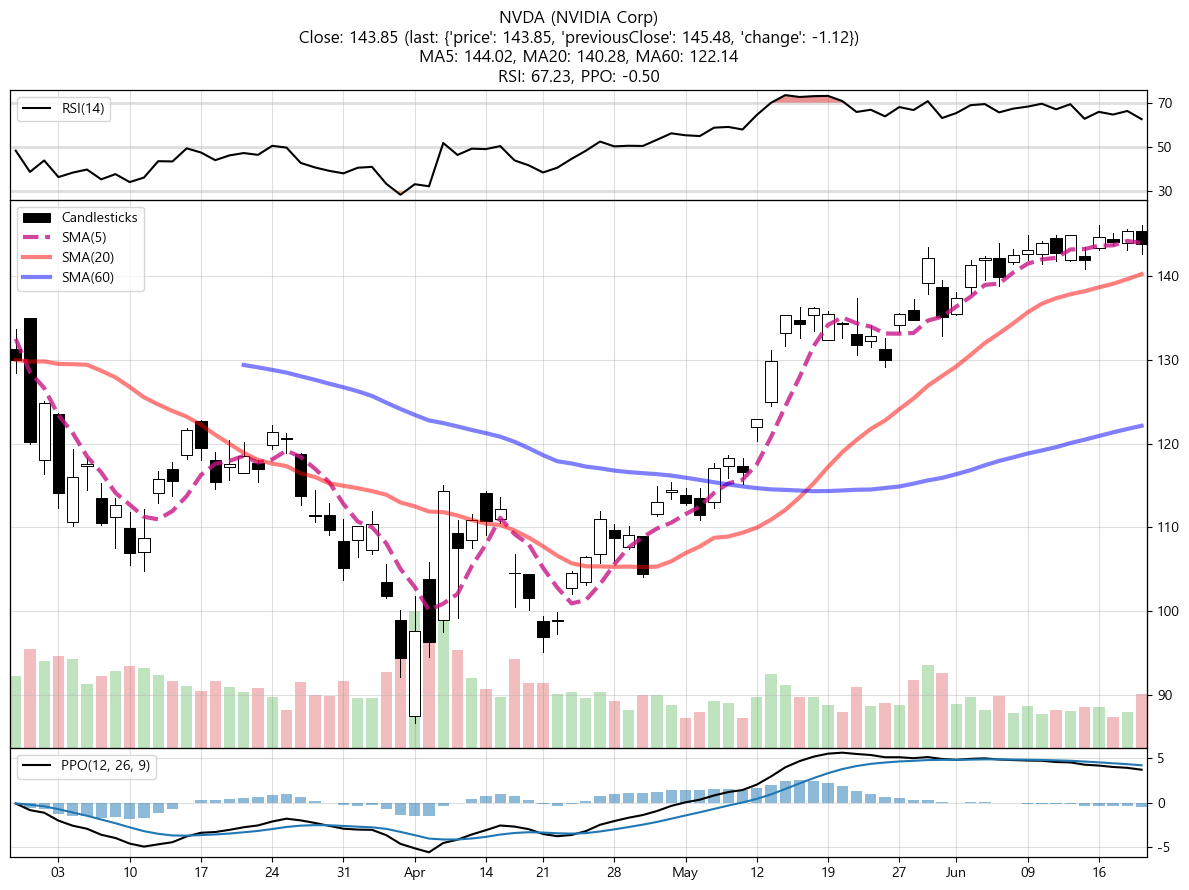 NVDA (NVIDIA Corp)
Close: 143.85 (last: {'price': 143.85, 'previousClose': 145.48, 'change': -1.12})
MA5: 144.02, MA20: 140.28, MA60: 122.14
RSI: 67.23, PPO: -0.50
RSI(14)
70
50
30
Candlesticks
SMA(5)
SMA(20)
SMA(60)
140
130
120
110
100
90
PPO(12, 26, 9)
5
0
-5
03 10 17 24 31 Apr 14 21 28 May 12 19 27 Jun 09 16